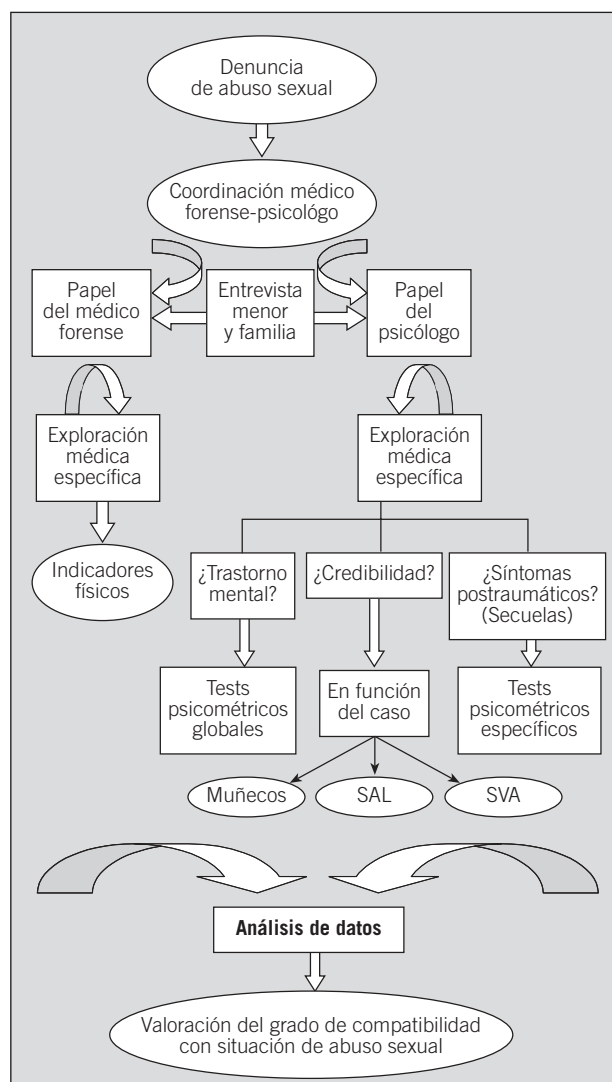 Denuncia
de abuso sexual
Coordinación médico
forense-psicológo
Papel
del médico
forense
Entrevista
menor
y familia
Papel
del
psicólogo
Exploración
médica
específica
Exploración
médica
específica
Indicadores
físicos
¿Trastorno
mental?
¿Credibilidad?
¿Síntomas
postraumáticos?
(Secuelas)
Tests
psicométricos
globales
En función
del caso
Tests
psicométricos
específicos
Muñecos
SAL
SVA
Análisis de datos
Valoración del grado de compatibilidad
con situación de abuso sexual